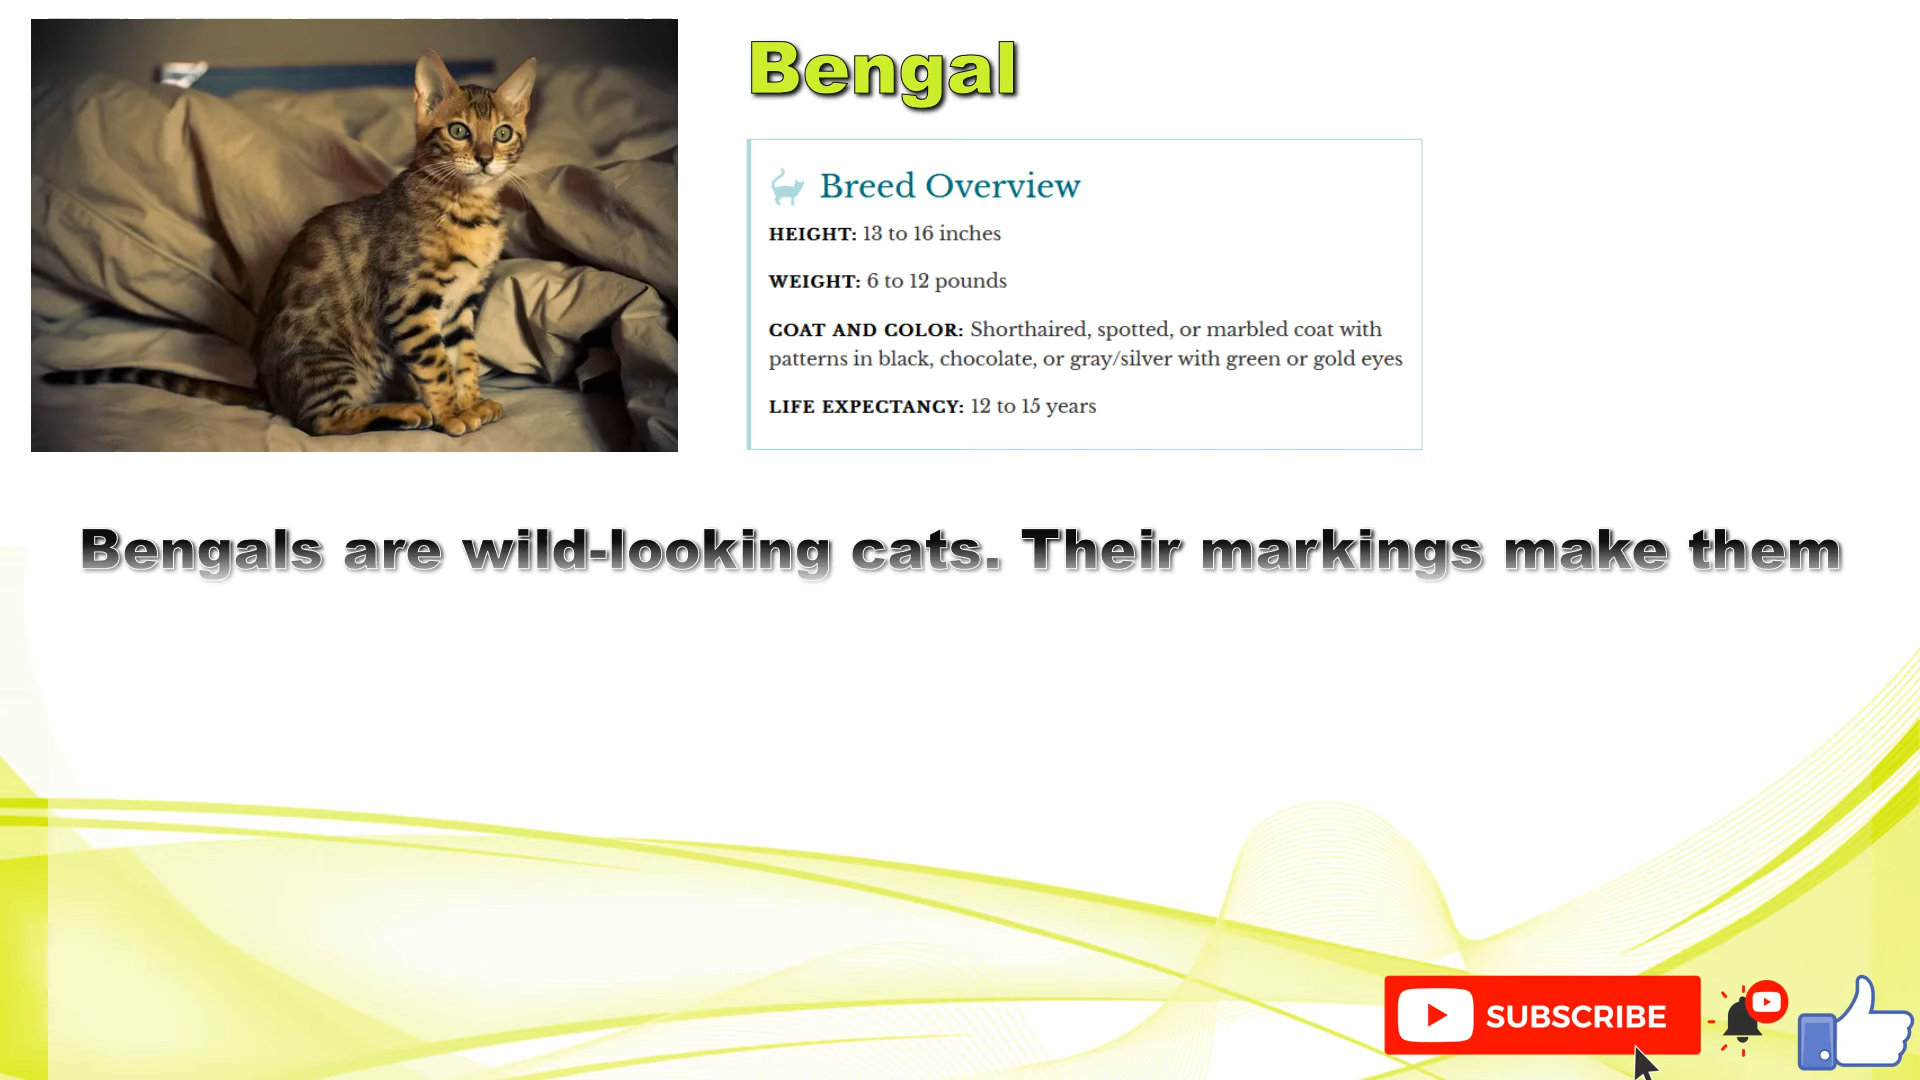 Bengal
Breed Overview
HEIGHT: 13 to 16 inches
WEIGHT: 6 to 12 pounds
COAT AND COLOR: Shorthaired, spotted, or marbled coat with
patterns in black, chocolate, or gray/silver with green or gold eyes
LIFE EXPECTANCY: 12 to 15 years
Bengals are wild-looking cats. Their markings make them
SUBSCRIBE